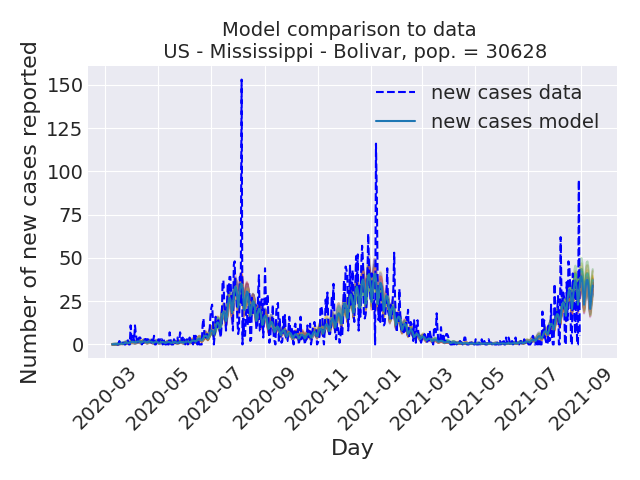 Model comparison to data
US - Mississippi - Bolivar, pop. = 30628
Number of new cases reported
150
125
100
75
50
25
0
new cases data
new cases model
2020-03
2020-05
2020-07
2020-09
2020-11
2021-01
2021-03
2021-05
2021-07
2021-09
Day